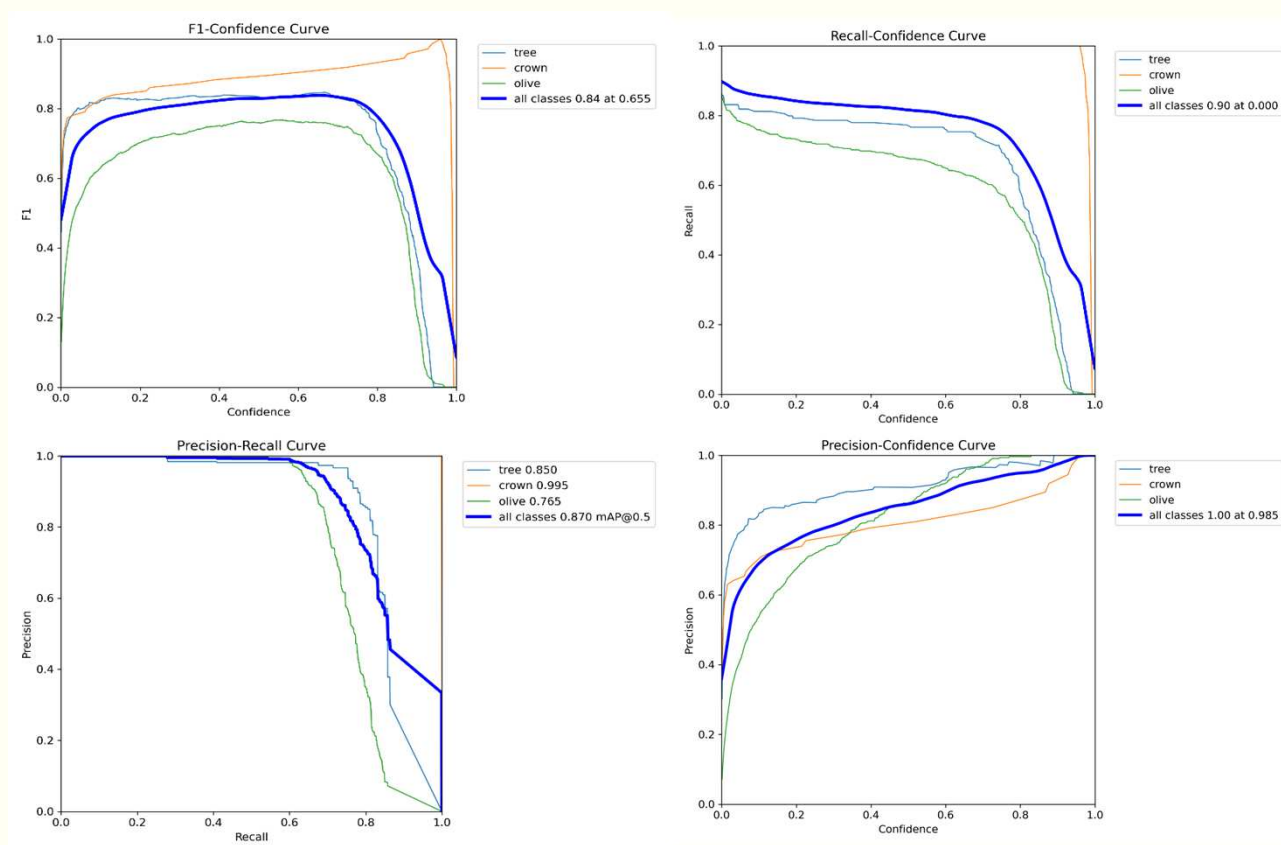 F1-Confidence Curve
1.0
0.8
0.6
0.4
0.2
0.0
F1
0.0 0.2 0.4 0.6 0.8 1.0
Confidence
tree
crown
olive
all classes 0.84 at 0.655
Recall-Confidence Curve
1.0
0.8
0.6
0.4
0.2
0.0
Recall
0.0 0.2 0.4 0.6 0.8 1.0
Confidence
tree
crown
olive
all classes 0.90 at 0.000
Precision-Recall Curve
1.0
0.8
0.6
0.4
0.2
0.0
Precision
0.0 0.2 0.4 0.6 0.8 1.0
Recall
tree 0.850
crown 0.995
olive 0.765
all classes 0.870 mAP@0.5
Precision-Confidence Curve
1.0
0.8
0.6
0.4
0.2
0.0
Precision
0.0 0.2 0.4 0.6 0.8 1.0
Confidence
tree
crown
olive
all classes 1.00 at 0.985